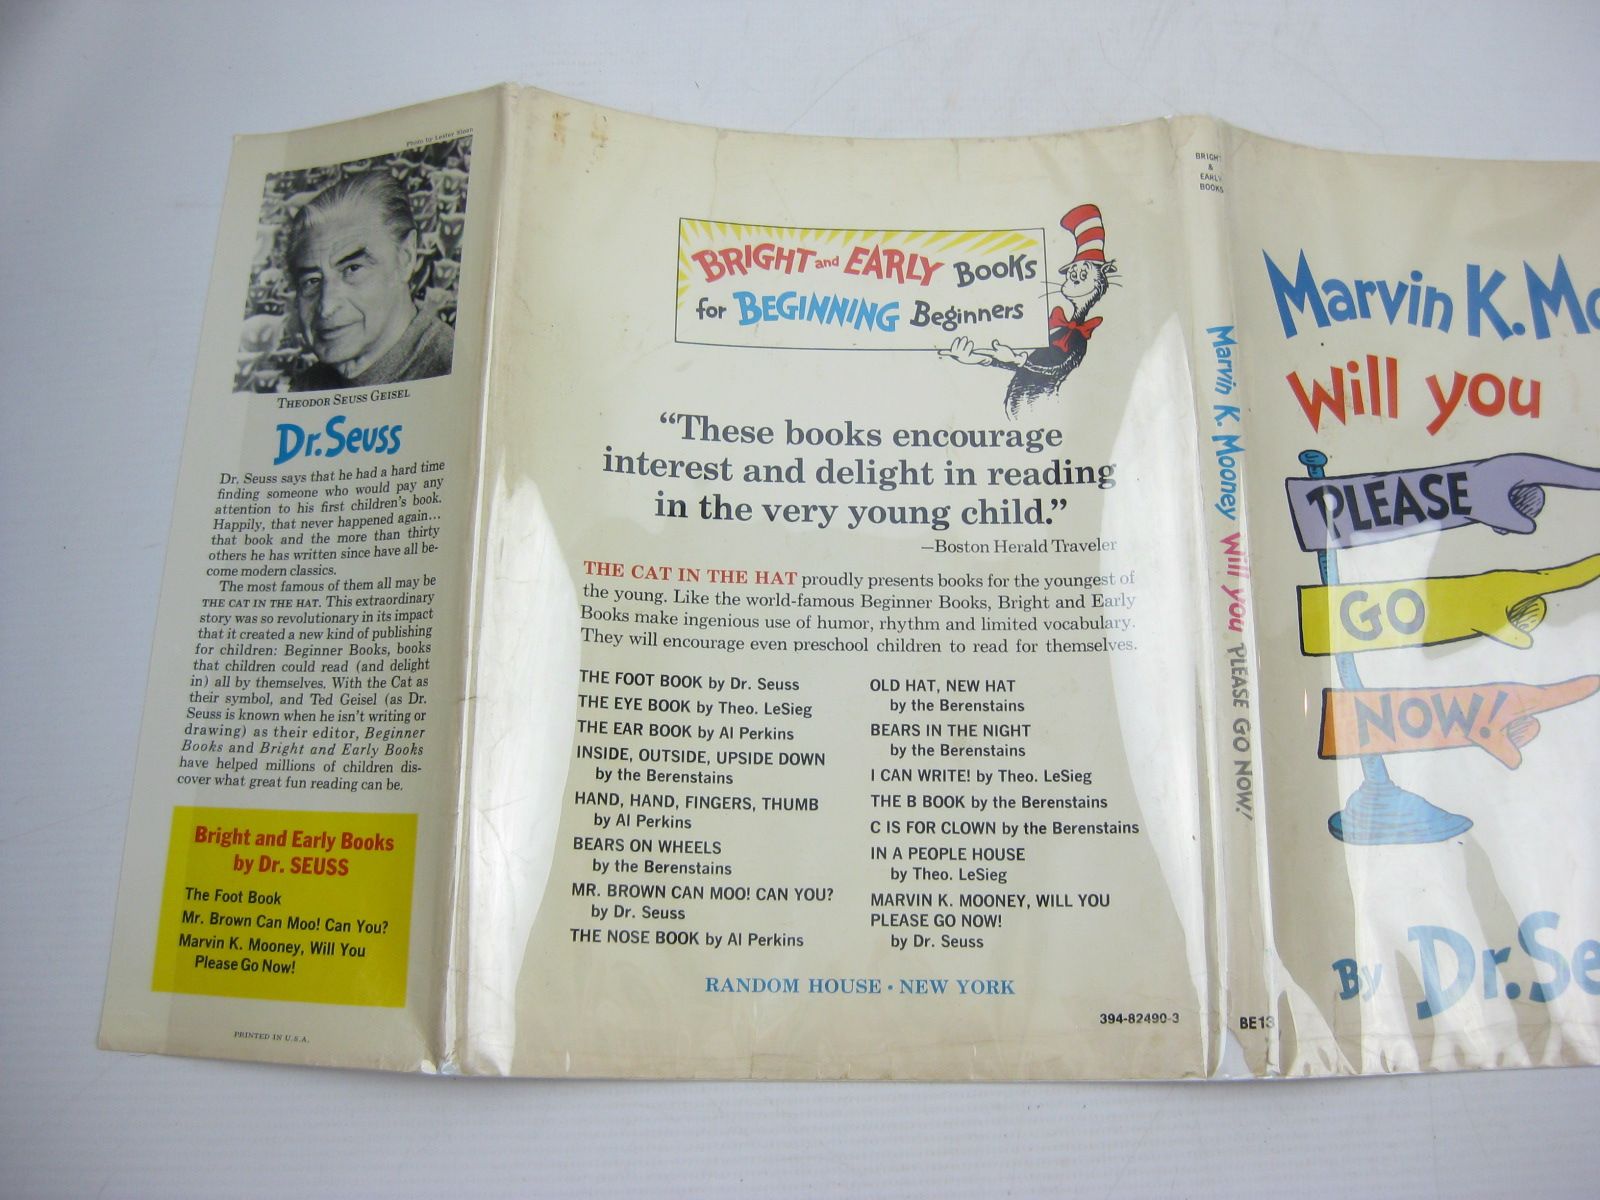 Photo by Lester Sloan
THEODOR SEUSS GEISEL
Dr. Seuss
Dr. Seuss says that he had a hard time
finding someone who would pay any
attention to his first children's book.
Happily, that never happened again...
that book and the more than thirty
others he has written since have all be-
come modern classics.
The most famous of them all may be
THE CAT IN THE HAT. This extraordinary
story was so revolutionary in its impact
that it created a new kind of publishing
for children: Beginner Books, books
that children could read (and delight
in) all by themselves. With the Cat as
their symbol, and Ted Geisel (as Dr.
Seuss is known when he isn't writing or
drawing) as their editor, Beginner
Books and Bright and Early Books
have helped millions of children dis-
cover what great fun reading can be.
Bright and Early Books
by Dr. SEUSS
The Foot Book
Mr. Brown Can Moo! Can You?
Marvin K. Mooney, Will You
Please Go Now!
PRINTED IN U.S.A.
BRIGHT and EARLY BOOKS
for BEGINNING Beginners
“These books encourage
interest and delight in reading
in the very young child.”
—Boston Herald Traveler
THE CAT IN THE HAT proudly presents books for the youngest of
the young. Like the world-famous Beginner Books, Bright and Early
Books make ingenious use of humor, rhythm and limited vocabulary.
They will encourage even preschool children to read for themselves.
THE FOOT BOOK by Dr. Seuss
THE EYE BOOK by Theo. LeSieg
THE EAR BOOK by Al Perkins
INSIDE, OUTSIDE, UPSIDE DOWN
by the Berenstains
HAND, HAND, FINGERS, THUMB
by Al Perkins
BEARS ON WHEELS
by the Berenstains
MR. BROWN CAN MOO! CAN YOU?
by Dr. Seuss
THE NOSE BOOK by Al Perkins
OLD HAT, NEW HAT
by the Berenstains
BEARS IN THE NIGHT
by the Berenstains
I CAN WRITE! by Theo. LeSieg
THE B BOOK by the Berenstains
C IS FOR CLOWN by the Berenstains
IN A PEOPLE HOUSE
by Theo. LeSieg
MARVIN K. MOONEY, WILL YOU
PLEASE GO NOW!
by Dr. Seuss
RANDOM HOUSE • NEW YORK
394-82490-3
BRIGHT
&
EARLY
BOOKS
Marvin K. Mooney Will you PLEASE GO NOW!
BE13
Marvin K. Mo
Will you
PLEASE
GO
NOW!
By Dr. Se